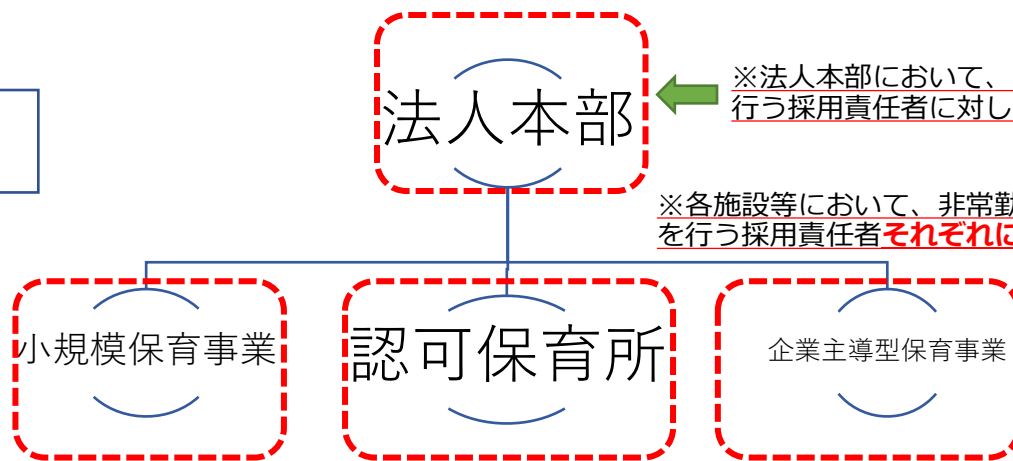 法人本部
※法人本部において、
行う採用責任者に対し
※各施設等において、非常勤
を行う採用責任者それぞれに
小規模保育事業
認可保育所
企業主導型保育事業